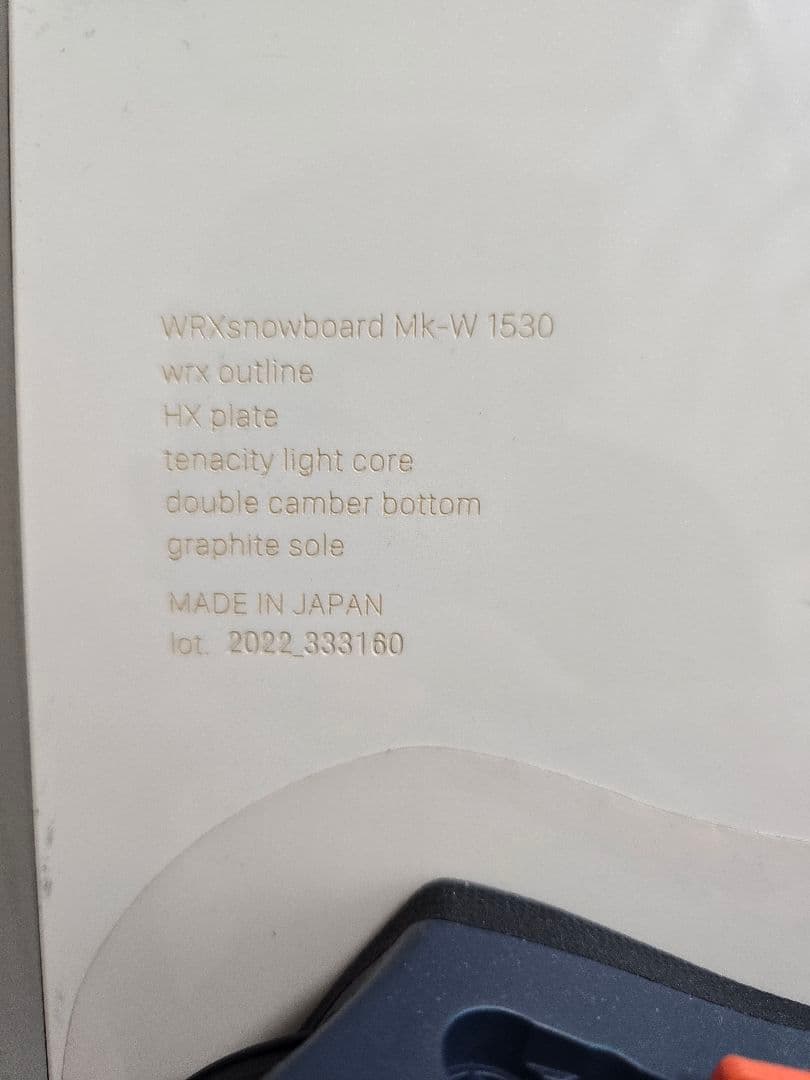 WRXsnowboard Mk-W 1530
wrx outline
HX plate
tenacity light core
double camber bottom
graphite sole
MADE IN JAPAN
lot. 2022_333160